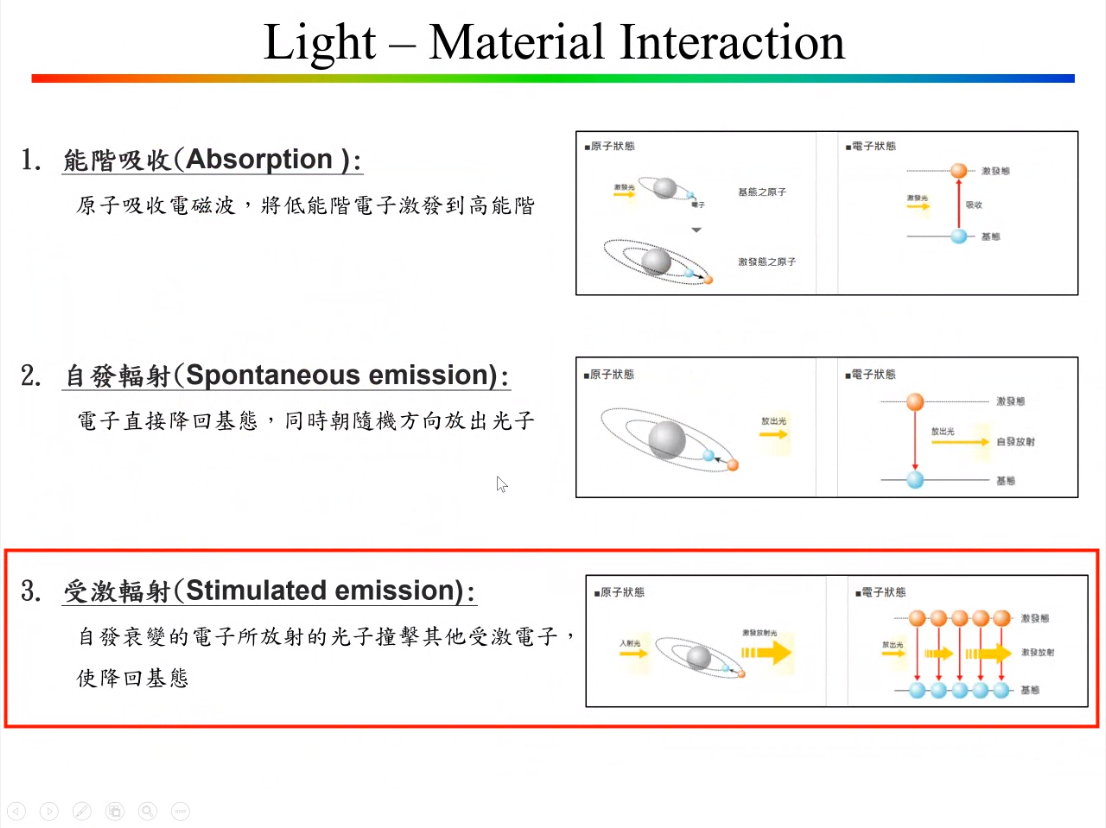 Light – Material Interaction
1. 能階吸收(Absorption ):
原子吸收電磁波，將低能階電子激發到高能階
■原子狀態
激發光
電子
基態之原子
激發態之原子
■電子狀態
激發態
激發光
吸收
基態
2. 自發輻射(Spontaneous emission):
電子直接降回基態，同時朝隨機方向放出光子
■原子狀態
放出光
■電子狀態
激發態
放出光
自發放射
基態
3. 受激輻射(Stimulated emission):
自發衰變的電子所放射的光子撞擊其他受激電子，
使降回基態
■原子狀態
入射光
激發放射光
■電子狀態
激發態
放出光
激發放射
基態